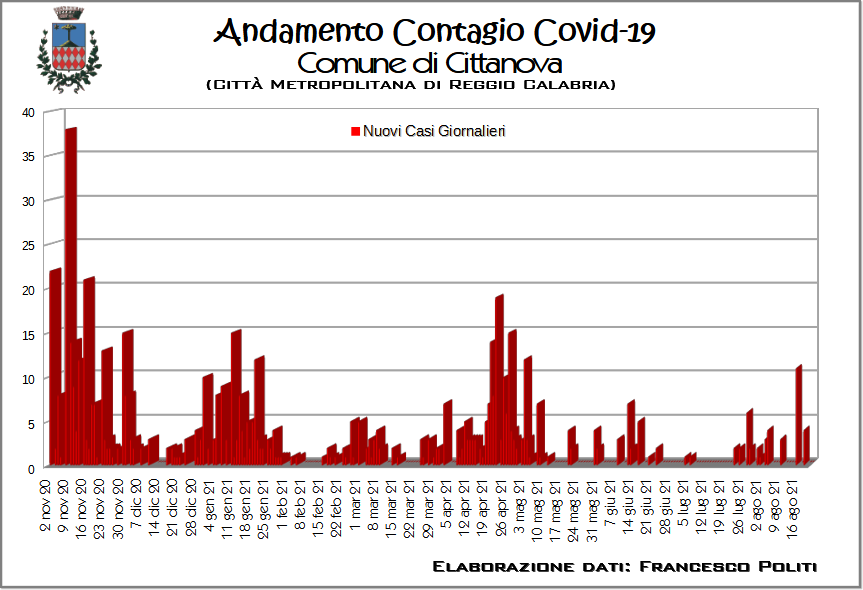 Andamento Contagio Covid-19
Comune di Cittanova
(Città Metropolitana di Reggio Calabria)
Nuovi Casi Giornalieri
40
35
30
25
20
15
10
5
0
2 nov 20
9 nov 20
16 nov 20
23 nov 20
30 nov 20
7 dic 20
14 dic 20
21 dic 20
28 dic 20
4 gen 21
11 gen 21
18 gen 21
25 gen 21
1 feb 21
8 feb 21
15 feb 21
22 feb 21
1 mar 21
8 mar 21
15 mar 21
22 mar 21
29 mar 21
5 apr 21
12 apr 21
19 apr 21
26 apr 21
3 mag 21
10 mag 21
17 mag 21
24 mag 21
31 mag 21
7 giu 21
14 giu 21
21 giu 21
28 giu 21
5 lug 21
12 lug 21
19 lug 21
26 lug 21
2 ago 21
9 ago 21
16 ago 21
Elaborazione dati: Francesco Politi